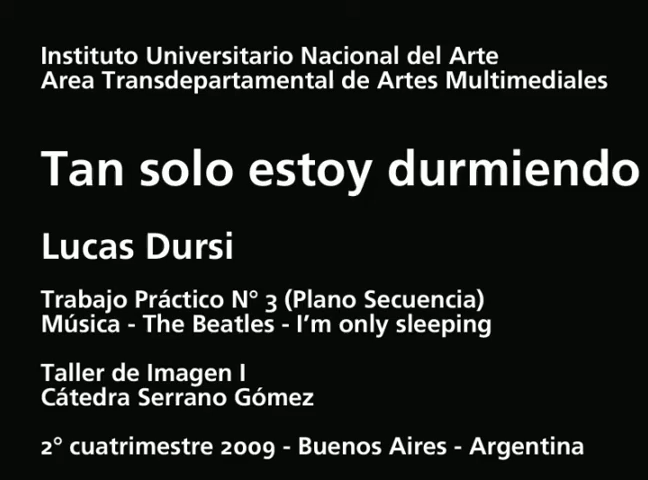 Instituto Universitario Nacional del Arte
Area Transdepartamental de Artes Multimediales
Tan solo estoy durmiendo
Lucas Dursi
Trabajo Práctico N° 3 (Plano Secuencia)
Música - The Beatles - I’m only sleeping
Taller de Imagen I
Cátedra Serrano Gómez
2° cuatrimestre 2009 - Buenos Aires - Argentina